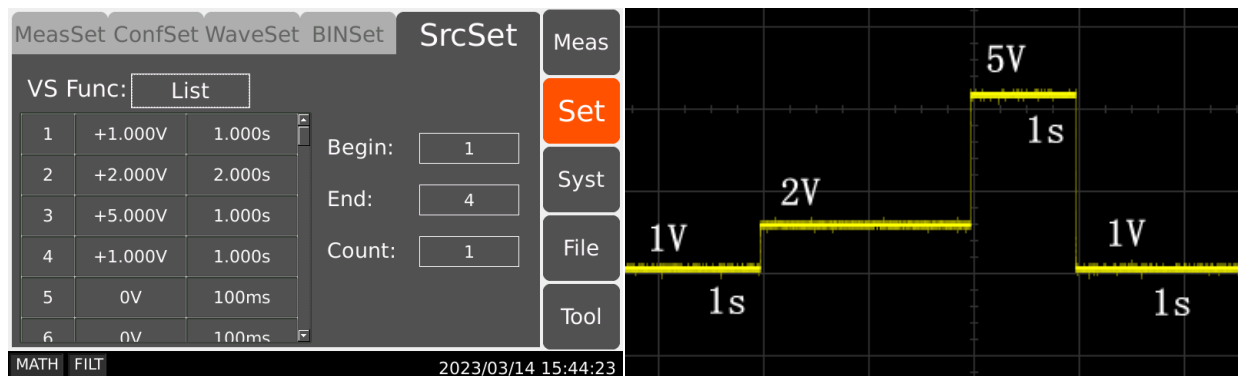 MeasSet ConfSet WaveSet BINSet SrcSet
Meas
VS Func: List
Set
1 +1.000V 1.000s
2 +2.000V 2.000s
3 +5.000V 1.000s
4 +1.000V 1.000s
5 0V 100ms
6 0V 100ms
Begin: 1
End: 4
Count: 1
Syst
File
Tool
MATH FILT 2023/03/14 15:44:23
5V
1s
2V
1V
1V
1s
1s